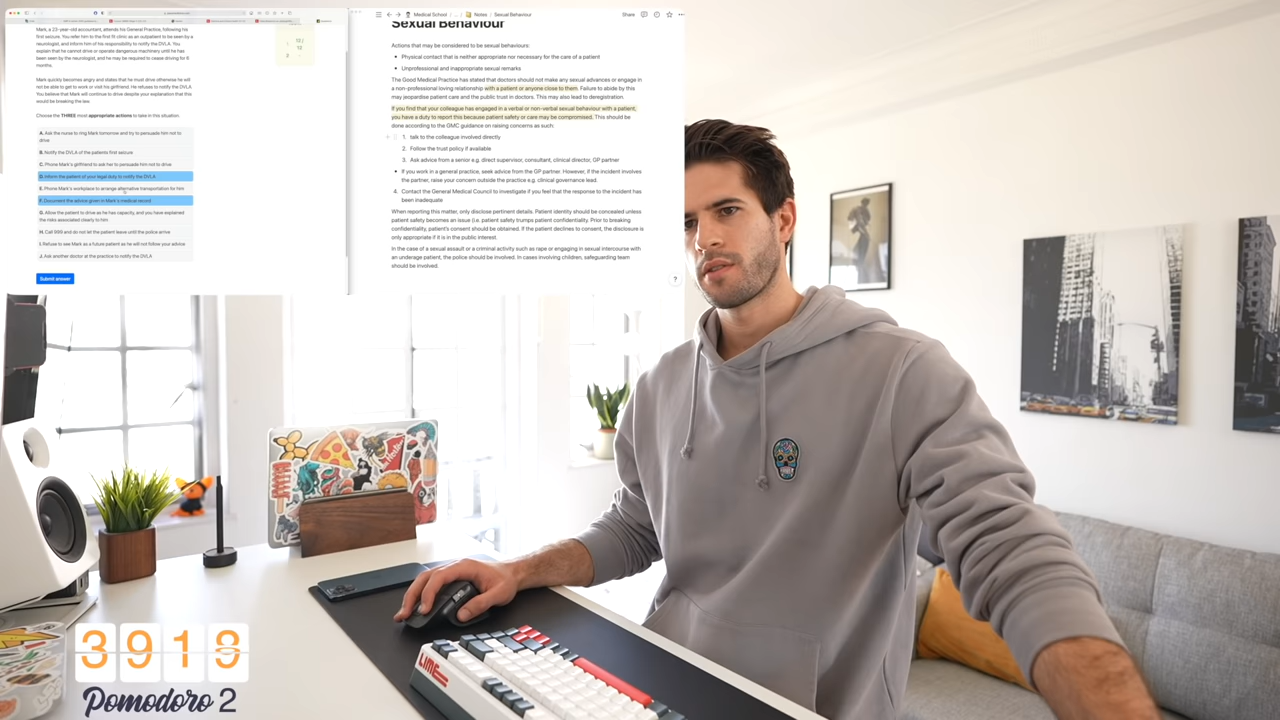 Mark, a 23-year-old accountant, attends his General Practice, following his
first seizure. You refer him to the first fit clinic as an outpatient to be seen by a
neurologist, and inform him of his responsibility to notify the DVLA. You
explain that he cannot drive or operate dangerous machinery until he has
been seen by the neurologist, and he may be required to cease driving for 6
months.
Mark quickly becomes angry and states that he must drive otherwise he will
not be able to get to work or visit his girlfriend. He refuses to notify the DVLA.
You believe that Mark will continue to drive despite your explanation that this
would be breaking the law.
Choose the THREE most appropriate actions to take in this situation.
A. Ask the nurse to ring Mark tomorrow and try to persuade him not to
drive
B. Notify the DVLA of the patients first seizure
C. Phone Mark's girlfriend to ask her to persuade him not to drive
D. Inform the patient of your legal duty to notify the DVLA
E. Phone Mark's workplace to arrange alternative transportation for him
F. Document the advice given in Mark's medical record
G. Allow the patient to drive as he has capacity, and you have explained
the risks associated clearly to him
H. Call 999 and do not let the patient leave until the police arrive
I. Refuse to see Mark as a future patient as he will not follow your advice
J. Ask another doctor at the practice to notify the DVLA
Submit answer
Medical School / ... / Notes / Sexual Behaviour
Share
Sexual Behaviour
Actions that may be considered to be sexual behaviours:
• Physical contact that is neither appropriate nor necessary for the care of a patient
• Unprofessional and inappropriate sexual remarks
The Good Medical Practice has stated that doctors should not make any sexual advances or engage in
a non-professional loving relationship with a patient or anyone close to them. Failure to abide by this
may jeopardise patient care and the public trust in doctors. This may also lead to deregistration.
If you find that your colleague has engaged in a verbal or non-verbal sexual behaviour with a patient,
you have a duty to report this because patient safety or care may be compromised. This should be
done according to the GMC guidance on raising concerns as such:
1. talk to the colleague involved directly
2. Follow the trust policy if available
3. Ask advice from a senior e.g. direct supervisor, consultant, clinical director, GP partner
• If you work in a general practice, seek advice from the GP partner. However, if the incident involves
the partner, raise your concern outside the practice e.g. clinical governance lead.
4. Contact the General Medical Council to investigate if you feel that the response to the incident has
been inadequate
When reporting this matter, only disclose pertinent details. Patient identity should be concealed unless
patient safety becomes an issue (i.e. patient safety trumps patient confidentiality. Prior to breaking
confidentiality, patient's consent should be obtained. If the patient declines to consent, the disclosure is
only appropriate if it is in the public interest.
In the case of a sexual assault or a criminal activity such as rape or engaging in sexual intercourse with
an underage patient, the police should be involved. In cases involving children, safeguarding team
should be involved.
?
LIME
3918
Pomodoro 2